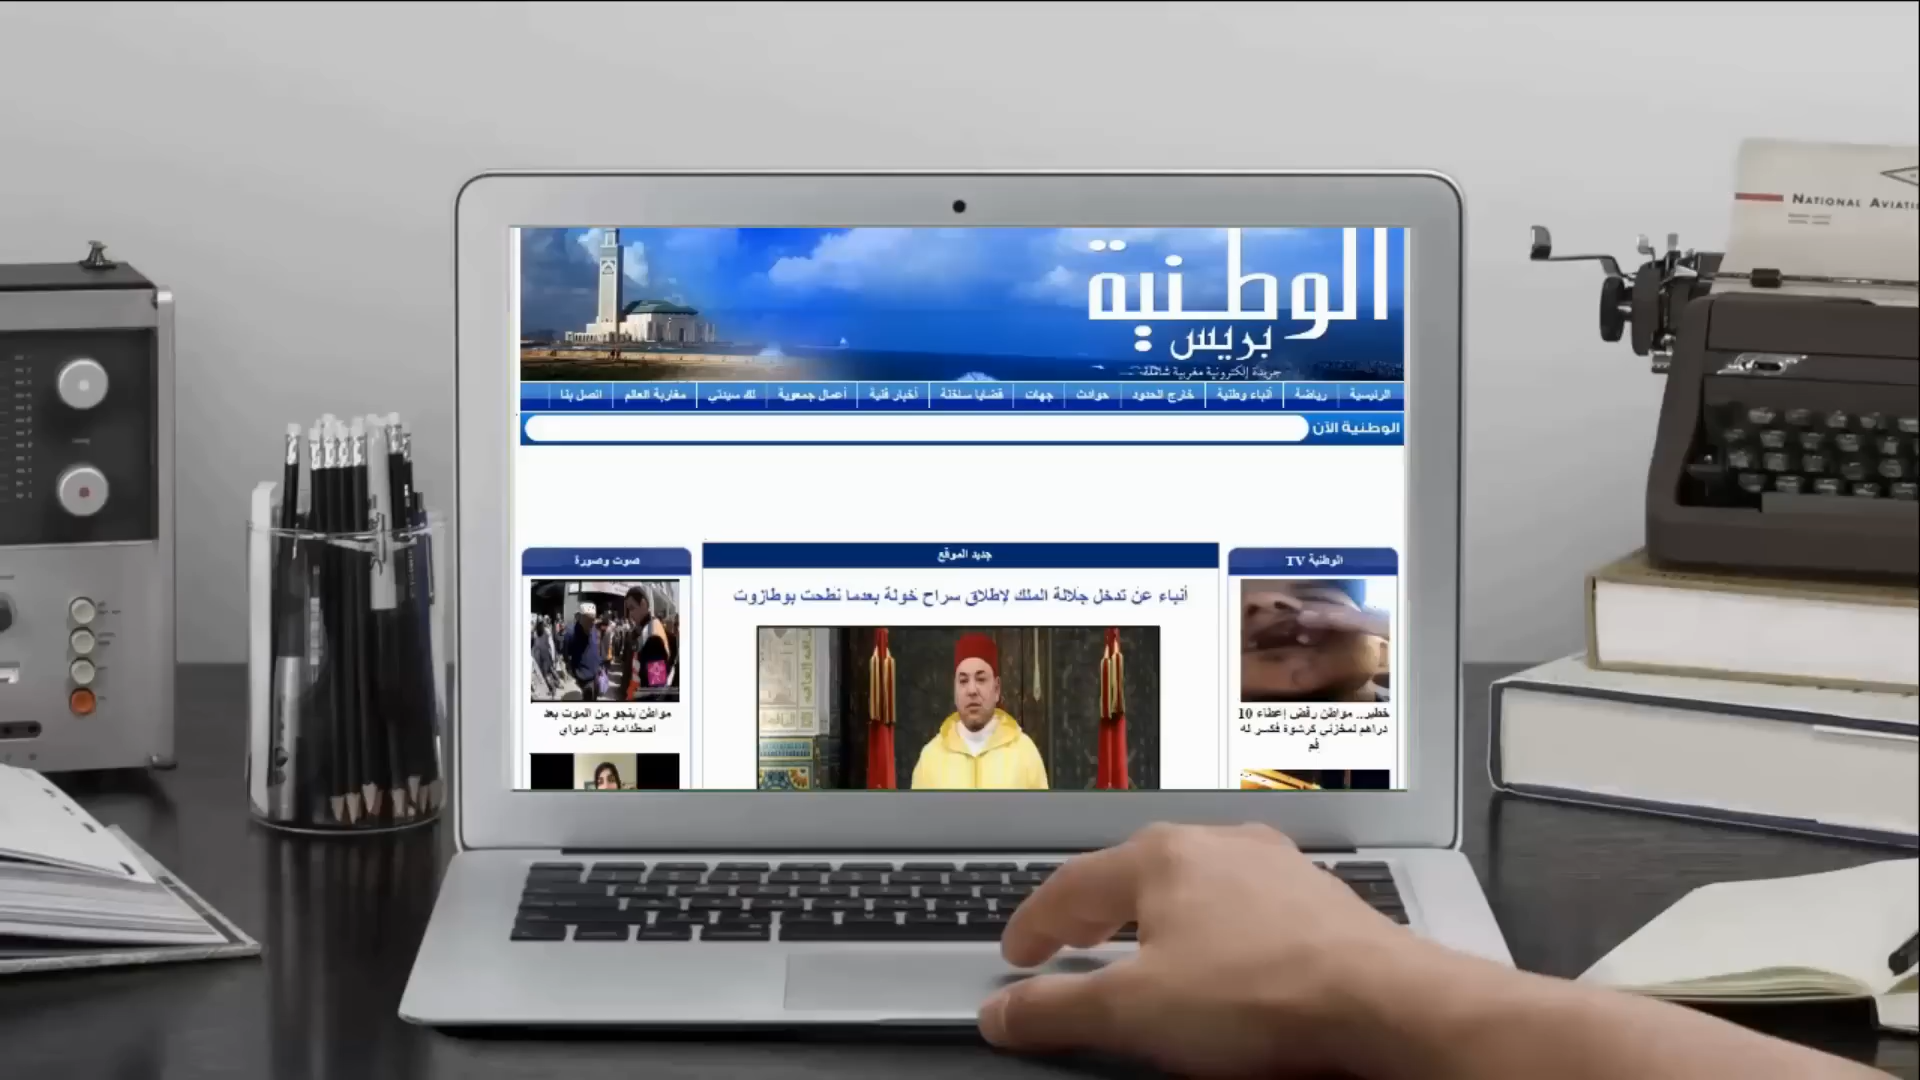 الوطنية
بريس
جريدة إلكترونية مغربية شاملة
الرئيسية رياضة أنباء وطنية خارج الحدود حوادث جهات قضايا ساخنة أخبار فنية أعمال جمعوية لك سيدتي مغاربة العالم اتصل بنا
الوطنية الآن
الوطنية TV
خطير.. مواطن رفض إعطاء 10
دراهم لمخزني كرشوة فكسر له
فم
جديد الموقع
أنباء عن تدخل جلالة الملك لإطلاق سراح خولة بعدما نطحت بوطازوت
صوت وصورة
مواطن ينجو من الموت بعد
اصطدامه بالترامواي
NATIONAL AVIATI